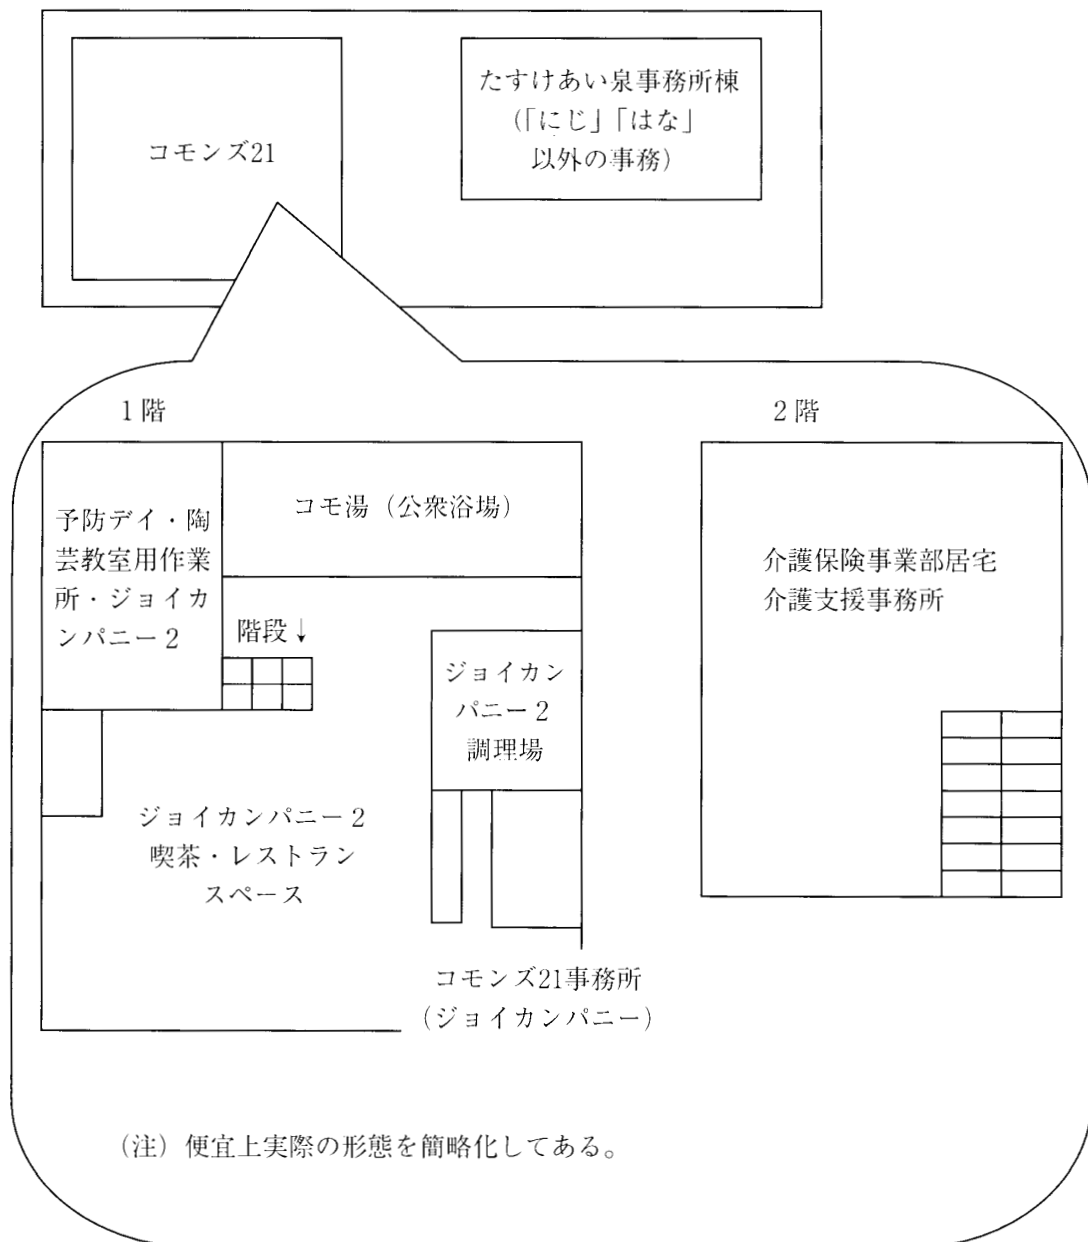 コモンズ21
たすけあい泉事務所棟
(「にじ」「はな」
以外の事務)
1階
予防デイ・陶
芸教室用作業
所・ジョイカ
ンパニー2
コモ湯(公衆浴場)
階段↓
ジョイカン
パニー2
調理場
ジョイカンパニー2
喫茶・レストラン
スペース
コモンズ21事務所
(ジョイカンパニー)
2階
介護保険事業部居宅
介護支援事務所
(注)便宜上実際の形態を簡略化してある。